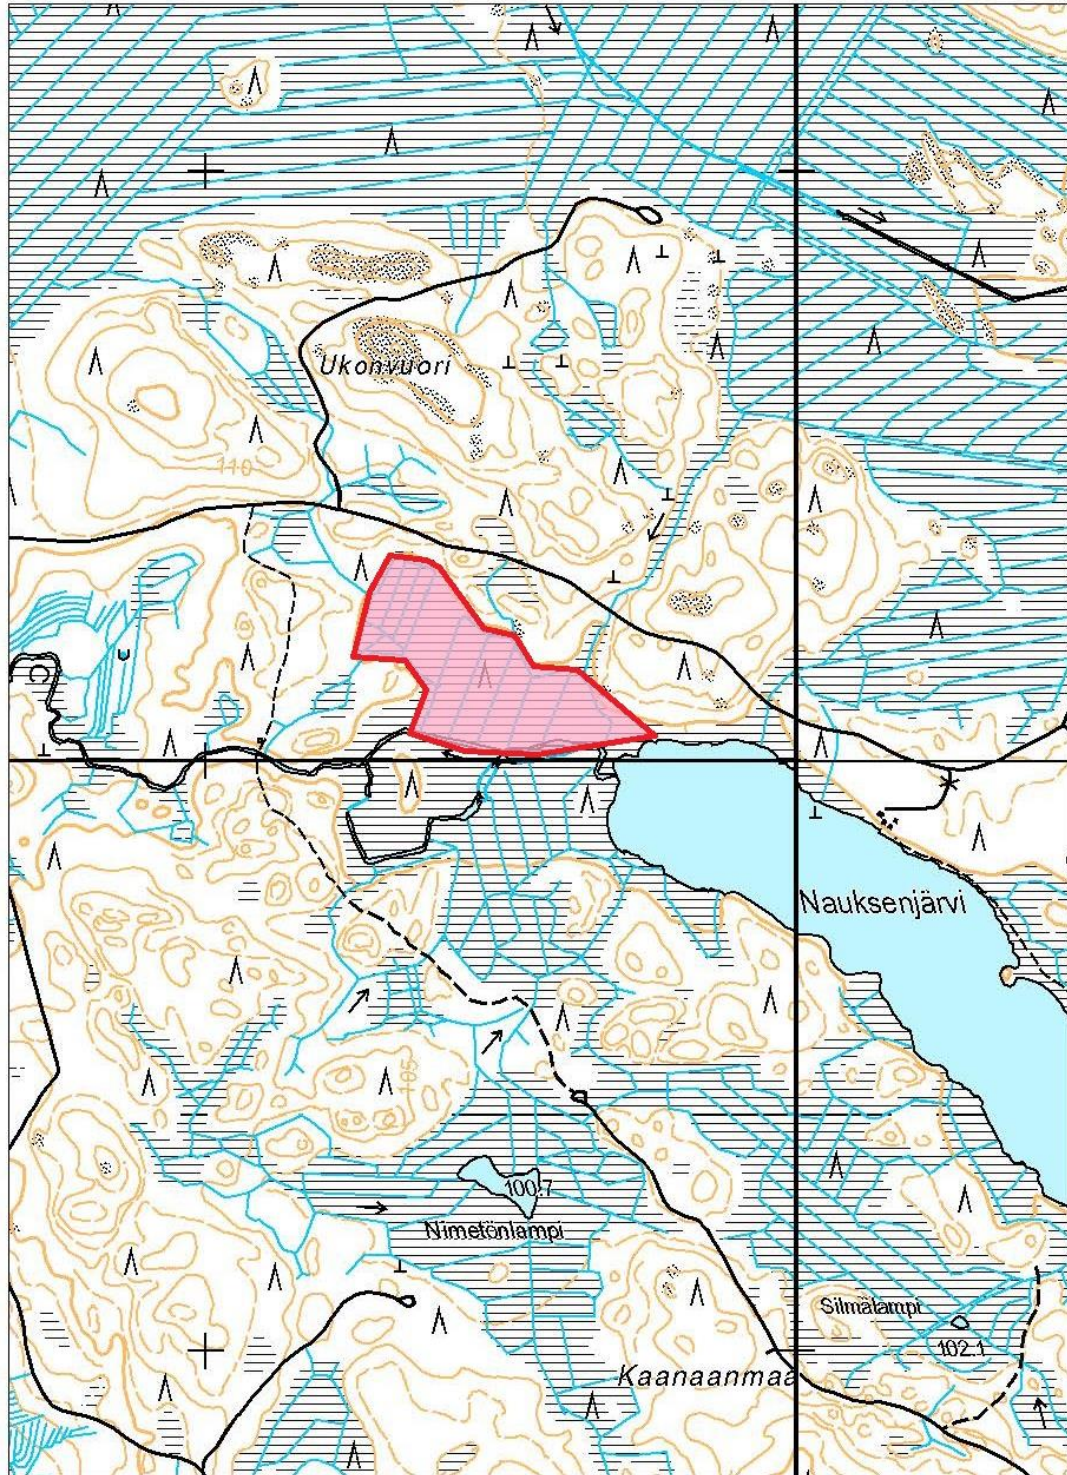 Ukonvuori
110
Nauksenjärvi
105
100.7
Nimetönlampi
Silmälampi
102.1
Kaanaanmaa